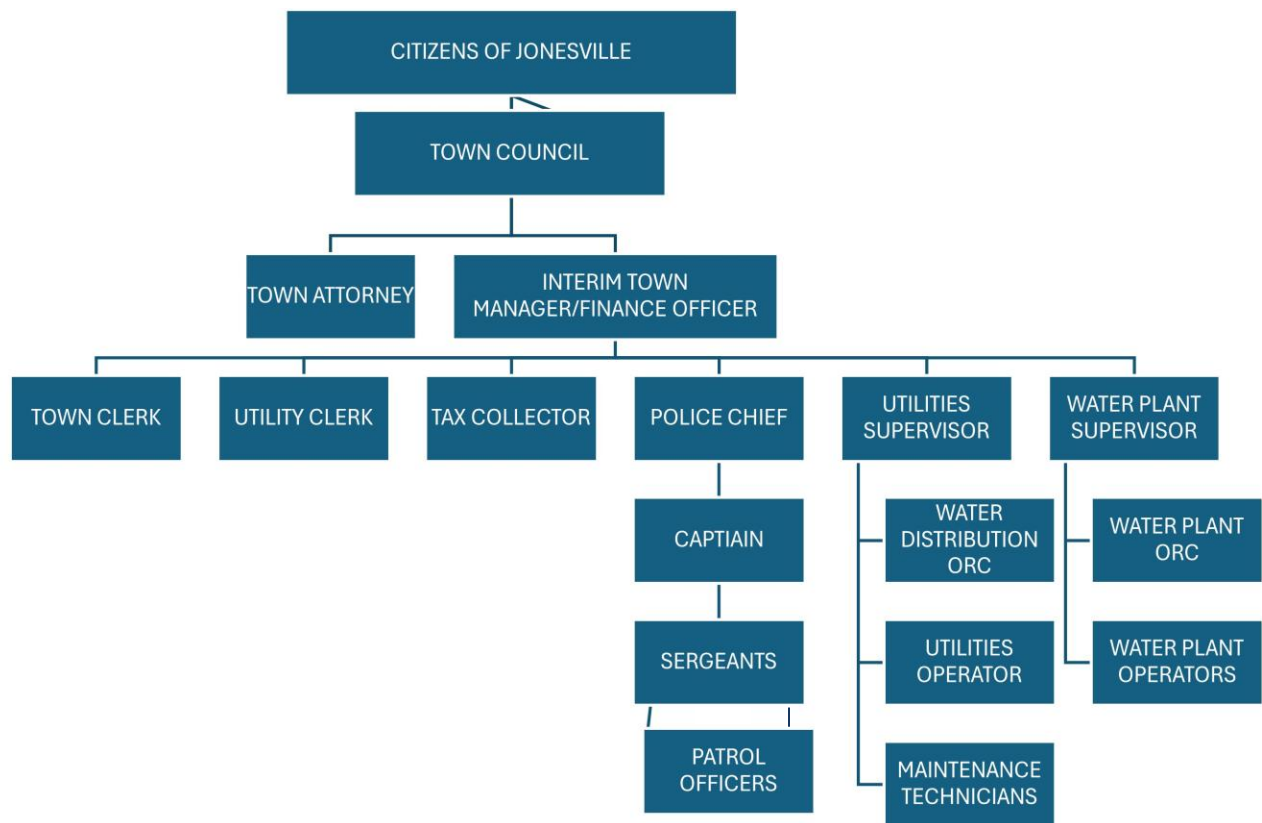 CITIZENS OF JONESVILLE
TOWN COUNCIL
TOWN ATTORNEY
INTERIM TOWN
MANAGER/FINANCE OFFICER
TOWN CLERK
UTILITY CLERK
TAX COLLECTOR
POLICE CHIEF
UTILITIES
SUPERVISOR
WATER PLANT
SUPERVISOR
CAPTIAIN
WATER
DISTRIBUTION
ORC
WATER PLANT
ORC
SERGEANTS
UTILITIES
OPERATOR
WATER PLANT
OPERATORS
PATROL
OFFICERS
MAINTENANCE
TECHNICIANS